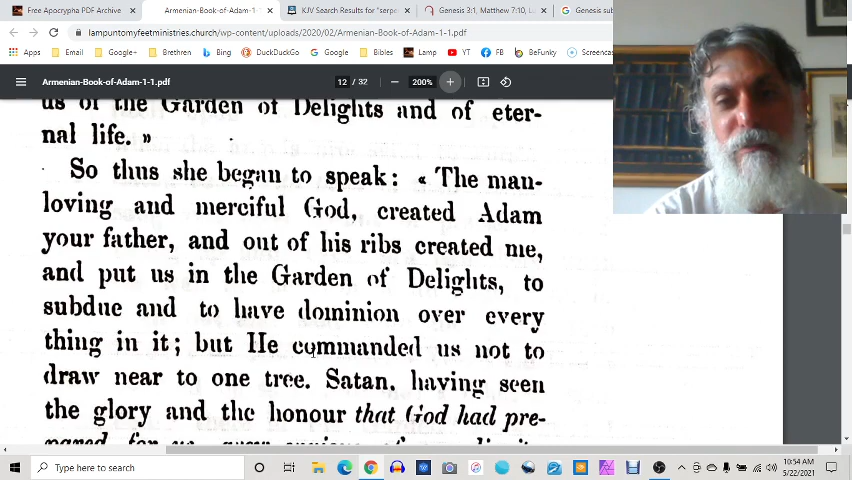 Free Apocrypha PDF Archive
Armenian-Book-of-Adam-1-1.
KJV Search Results for "serpe
Genesis 3:1, Matthew 7:10, L
Genesis sub
lampuntomyfeetministries.church/wp-content/uploads/2020/02/Armenian-Book-of-Adam-1-1.pdf
Apps
Email
Google+
Brethren
Bing
DuckDuckGo
Google
Bibles
Lamp
YT
FB
BeFunky
Screencas
Armenian-Book-of-Adam-1-1.pdf
12 / 32
200%
us of the Garden of Delights and of eter-
nal life. »
So thus she began to speak : « The man-
loving and merciful God, created Adam
your father, and out of his ribs created me,
and put us in the Garden of Delights, to
subdue and to have dominion over every
thing in it ; but He commanded us not to
draw near to one tree. Satan, having seen
the glory and the honour that God had pre-
pared for us,
Type here to search
10:54 AM
5/22/2021